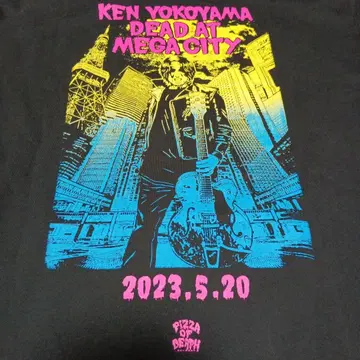 KEN YOKOYAMA
DEAD AT
MEGA CITY
2023.5.20
PIZZA
OF
DEATH